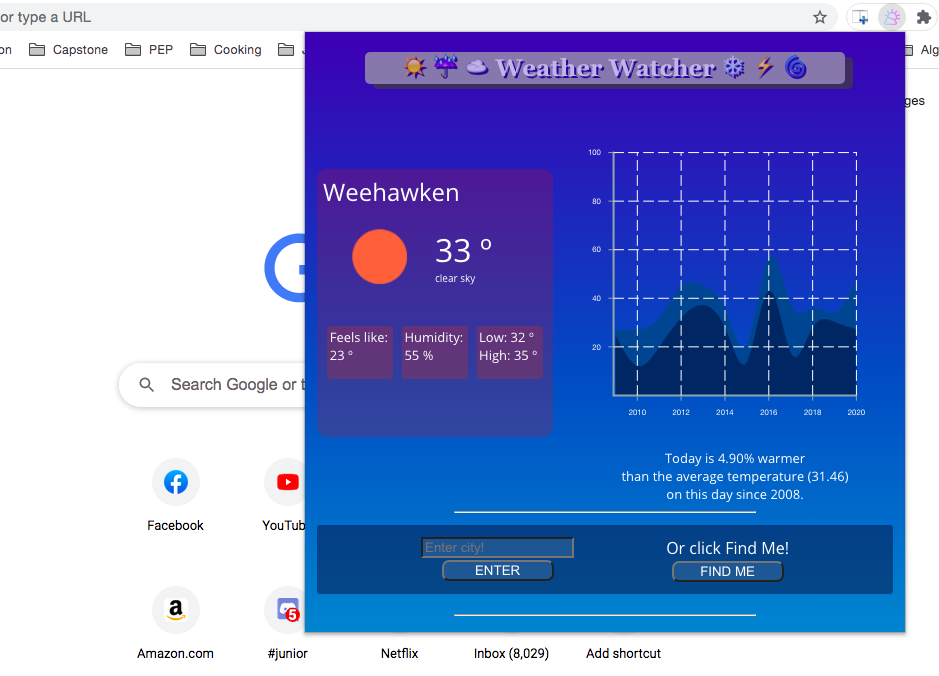 or type a URL
on Capstone PEP Cooking J Alg
ges
Weather Watcher
Weehawken
33 º
clear sky
Feels like:
23 º
Humidity:
55 %
Low: 32 º
High: 35 º
100
80
60
40
20
2010 2012 2014 2016 2018 2020
Today is 4.90% warmer
than the average temperature (31.46)
on this day since 2008.
Enter city!
ENTER
Or click Find Me!
FIND ME
Search Google or t
Facebook YouTub
a 5
Amazon.com #junior Netflix Inbox (8,029) Add shortcut